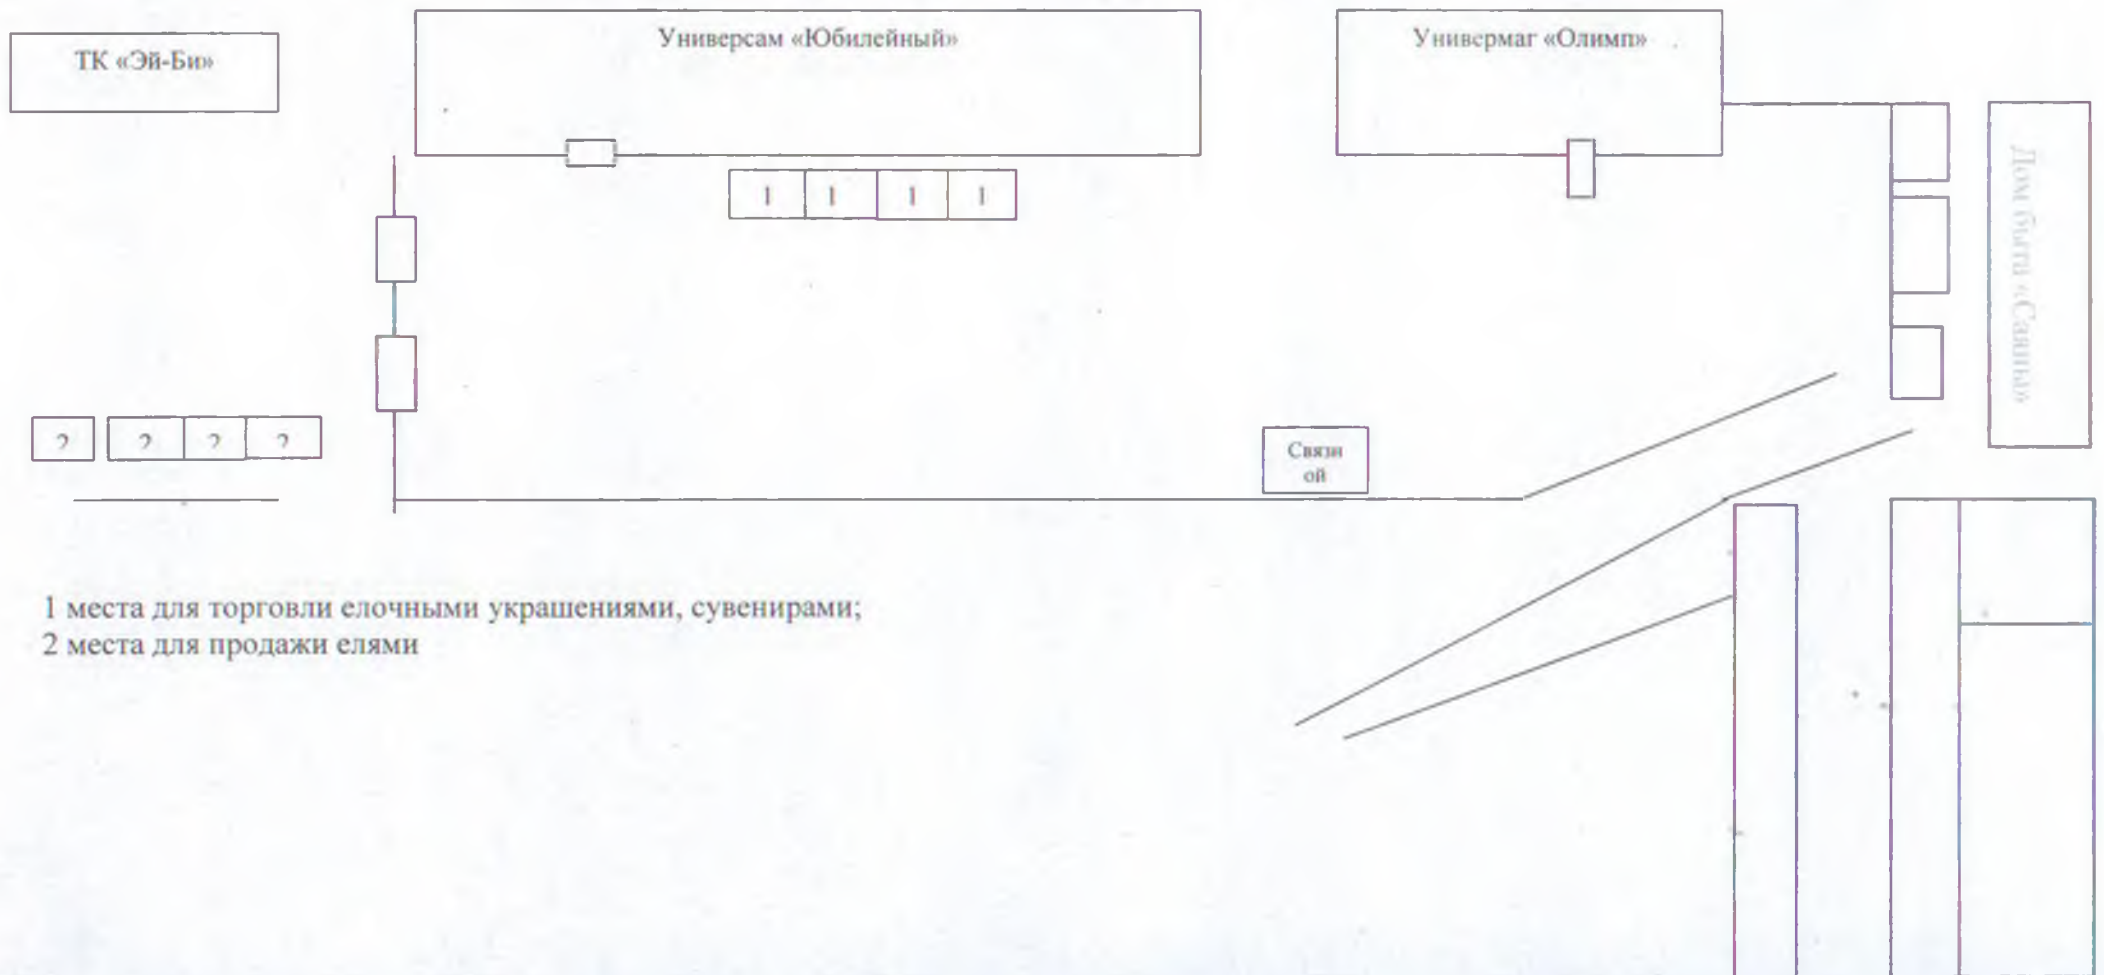 ТК «Эй-Би»
Универсам «Юбилейный»
Универмаг «Олимп»
Дом быта «Саяны»
1 1 1 1
2 2 2 2
Связн
ой
1 места для торговли елочными украшениями, сувенирами;
2 места для продажи елями